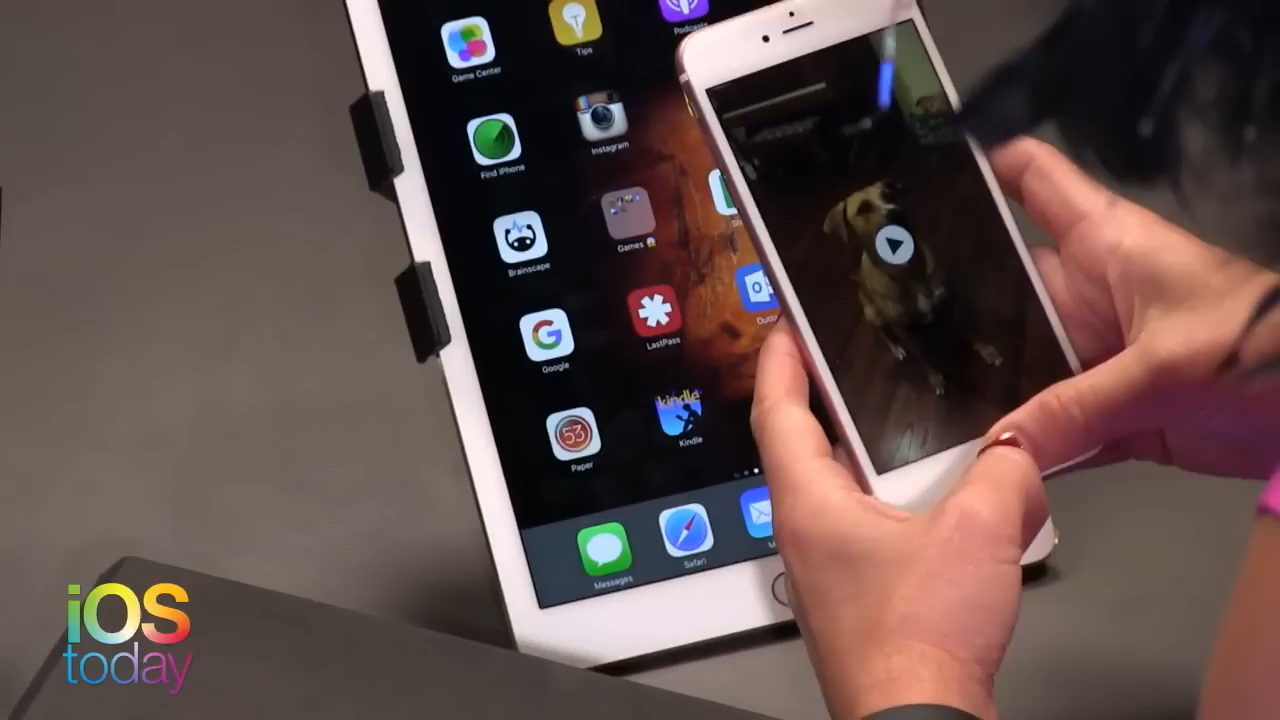 Game Center
Tips
Podcasts
Find iPhone
Instagram
Brainscape
Games
Google
LastPass
53
Paper
kindle
Kindle
Messages
Safari
iOS
today